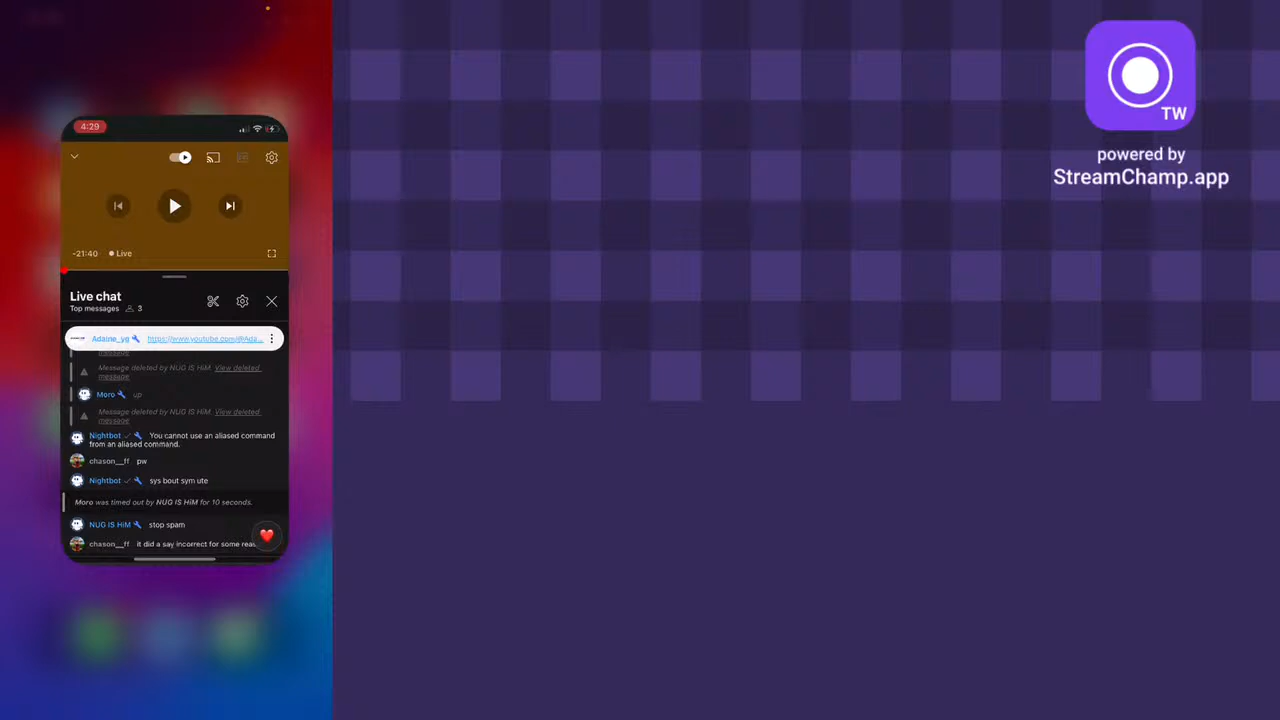 4:29
-21:40 Live
Live chat
Top messages 3
Adaine_yg https://www.youtube.com/@Ada...
message
Message deleted by NUG IS HiM. View deleted
message
Moro up
Message deleted by NUG IS HiM. View deleted
message
Nightbot You cannot use an aliased command
from an aliased command.
chason__ff pw
Nightbot sys bout sym ute
Moro was timed out by NUG IS HiM for 10 seconds.
NUG IS HiM stop spam
chason__ff it did a say incorrect for some rea
TW
powered by
StreamChamp.app